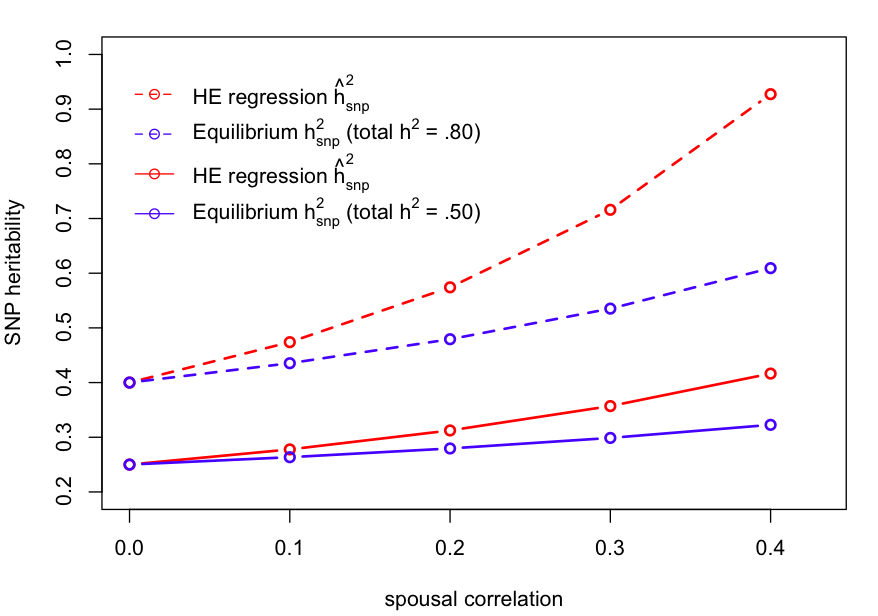 HE regression ĥ²snp
Equilibrium h²snp (total h² = .80)
HE regression ĥ²snp
Equilibrium h²snp (total h² = .50)
SNP heritability
1.0
0.9
0.8
0.7
0.6
0.5
0.4
0.3
0.2
0.0 0.1 0.2 0.3 0.4
spousal correlation